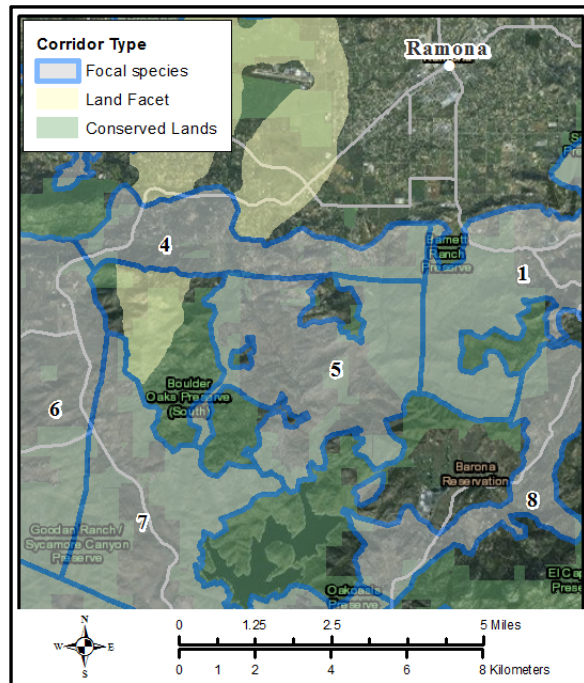 Corridor Type
Focal species
Land Facet
Conserved Lands
Ramona
4
Barnett
Ranch
Preserve
1
5
Boulder
Oaks Preserve
(South)
6
Barona
Reservation
8
7
Goodan Ranch /
Sycamore Canyon
Preserve
El Cap
Prese
Oakoasis
Preserve
N
W E
S
0 1.25 2.5 5 Miles
0 1 2 4 6 8 Kilometers